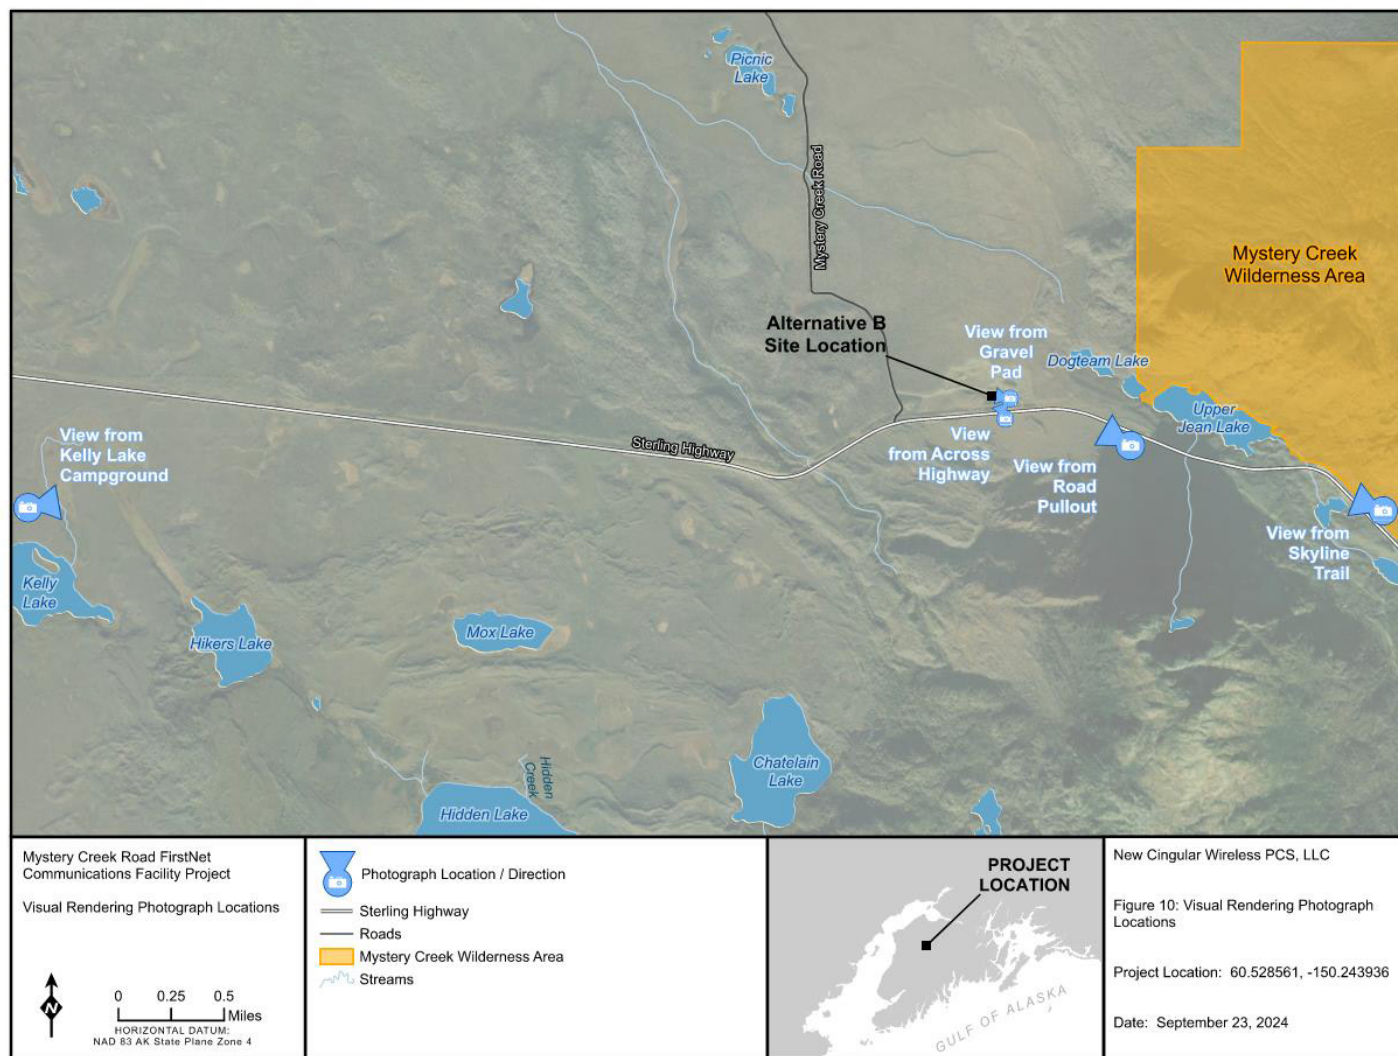 Picnic
Lake
Mystery Creek Road
Mystery Creek
Wilderness Area
Alternative B
Site Location
View from
Gravel
Pad
Dogteam Lake
Upper
Jean Lake
View from
Kelly Lake
Campground
Sterling Highway
View
from Across
Highway
View from
Road
Pullout
View from
Skyline
Trail
Kelly
Lake
Hikers Lake
Mox Lake
Chatelain
Lake
Hidden
Creek
Hidden Lake
Mystery Creek Road FirstNet
Communications Facility Project
Visual Rendering Photograph Locations
N
0 0.25 0.5
Miles
HORIZONTAL DATUM:
NAD 83 AK State Plane Zone 4
Photograph Location / Direction
Sterling Highway
Roads
Mystery Creek Wilderness Area
Streams
PROJECT
LOCATION
GULF OF ALASKA
New Cingular Wireless PCS, LLC
Figure 10: Visual Rendering Photograph
Locations
Project Location: 60.528561, -150.243936
Date: September 23, 2024